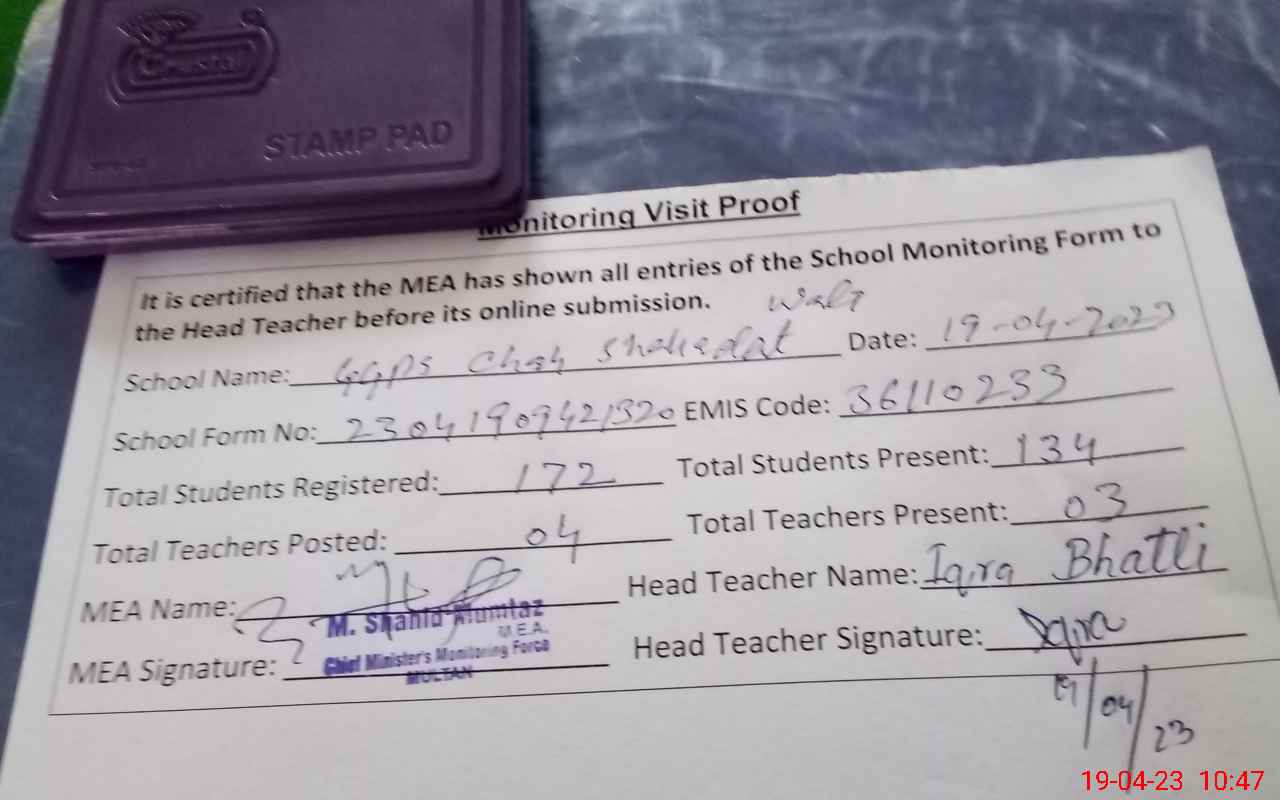 Crystal
STAMP PAD
Monitoring Visit Proof
It is certified that the MEA has shown all entries of the School Monitoring Form to
the Head Teacher before its online submission.
School Name: GGPS Chah Shahadat Wala Date: 19-04-2023
School Form No: 23041909421320 EMIS Code: 36110233
Total Students Registered: 172 Total Students Present: 134
Total Teachers Posted: 04 Total Teachers Present: 03
MEA Name: Head Teacher Name: Iqra Bhatti
M. Shahid Mumtaz
M.E.A.
MEA Signature: Chief Minister's Monitoring Force Head Teacher Signature: Iqra
MULTAN
19/04/23
19-04-23 10:47